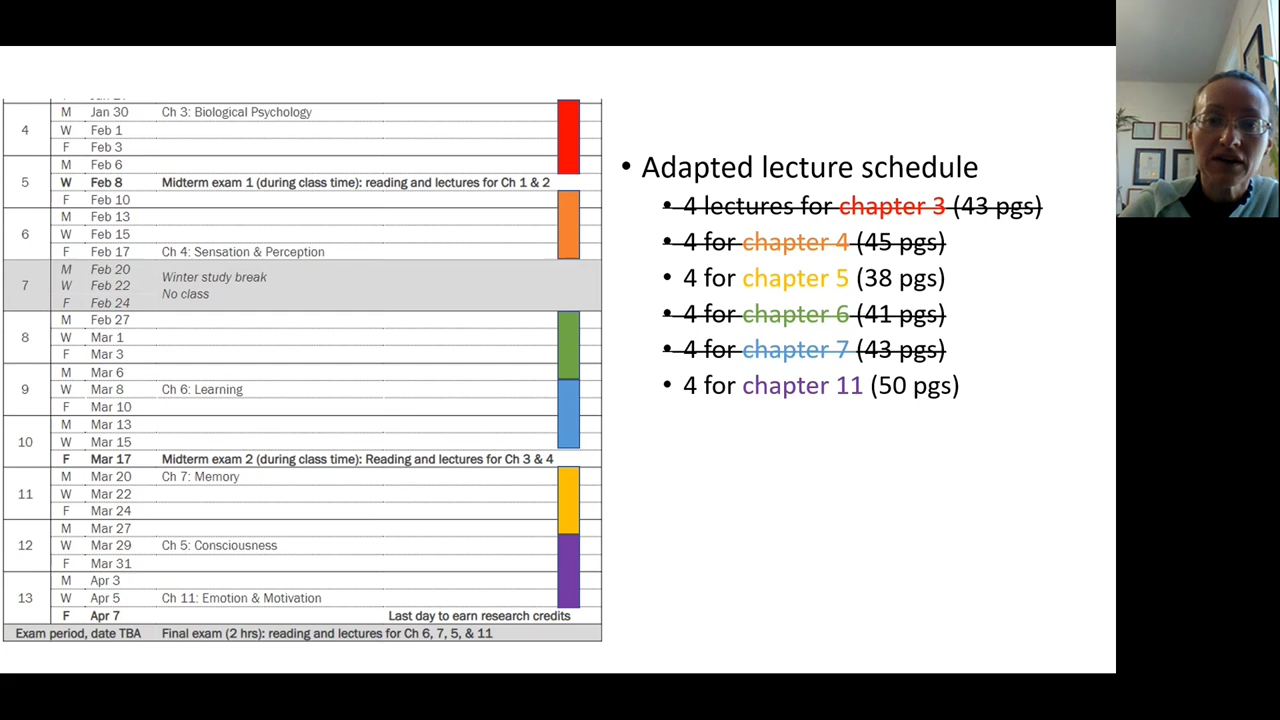 4 M Jan 30 Ch 3: Biological Psychology
W Feb 1
F Feb 3
5 M Feb 6
W Feb 8 Midterm exam 1 (during class time): reading and lectures for Ch 1 & 2
F Feb 10
6 M Feb 13
W Feb 15
F Feb 17 Ch 4: Sensation & Perception
7 M Feb 20 Winter study break
W Feb 22 No class
F Feb 24
8 M Feb 27
W Mar 1
F Mar 3
9 M Mar 6
W Mar 8 Ch 6: Learning
F Mar 10
10 M Mar 13
W Mar 15
F Mar 17 Midterm exam 2 (during class time): Reading and lectures for Ch 3 & 4
11 M Mar 20 Ch 7: Memory
W Mar 22
F Mar 24
12 M Mar 27
W Mar 29 Ch 5: Consciousness
F Mar 31
13 M Apr 3
W Apr 5 Ch 11: Emotion & Motivation
F Apr 7 Last day to earn research credits
Exam period, date TBA Final exam (2 hrs): reading and lectures for Ch 6, 7, 5, & 11
• Adapted lecture schedule
• 4 lectures for chapter 3 (43 pgs)
• 4 for chapter 4 (45 pgs)
• 4 for chapter 5 (38 pgs)
• 4 for chapter 6 (41 pgs)
• 4 for chapter 7 (43 pgs)
• 4 for chapter 11 (50 pgs)